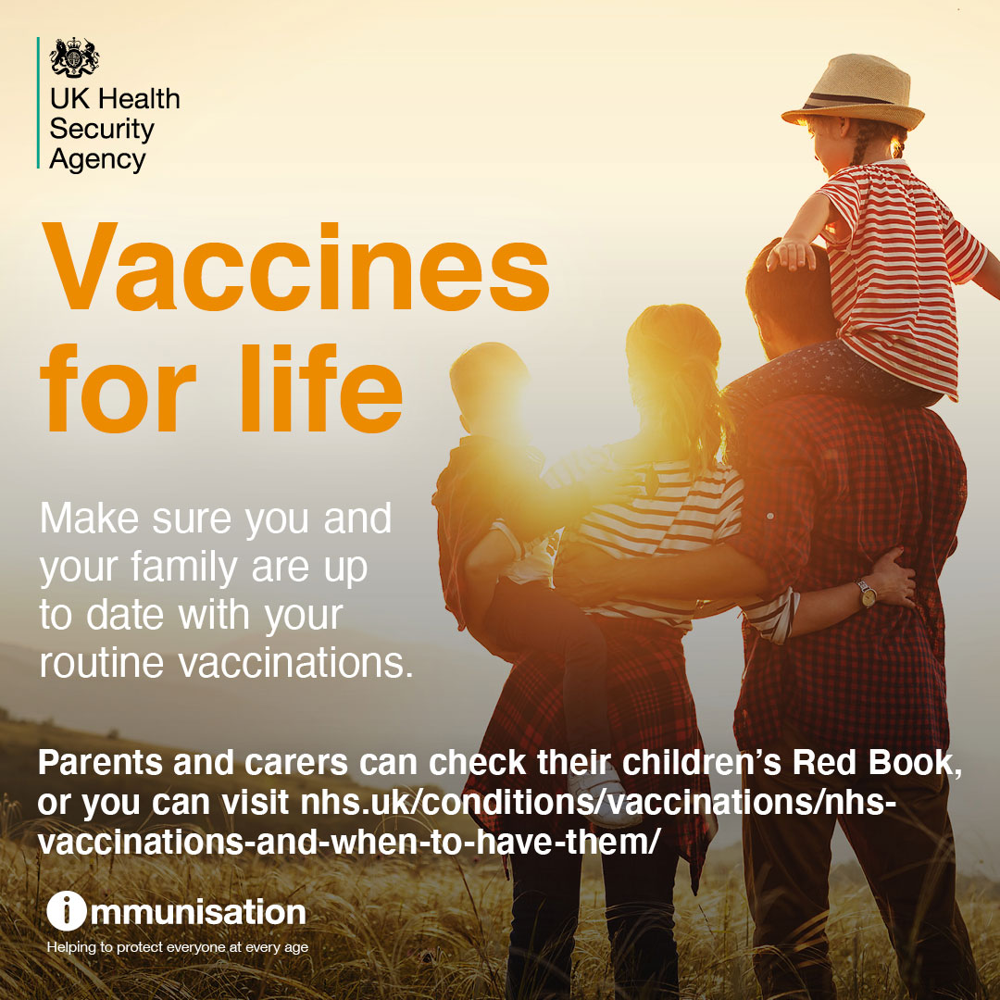 UK Health
Security
Agency
Vaccines
for life
Make sure you and
your family are up
to date with your
routine vaccinations.
Parents and carers can check their children’s Red Book,
or you can visit nhs.uk/conditions/vaccinations/nhs-
vaccinations-and-when-to-have-them/
immunisation
Helping to protect everyone at every age